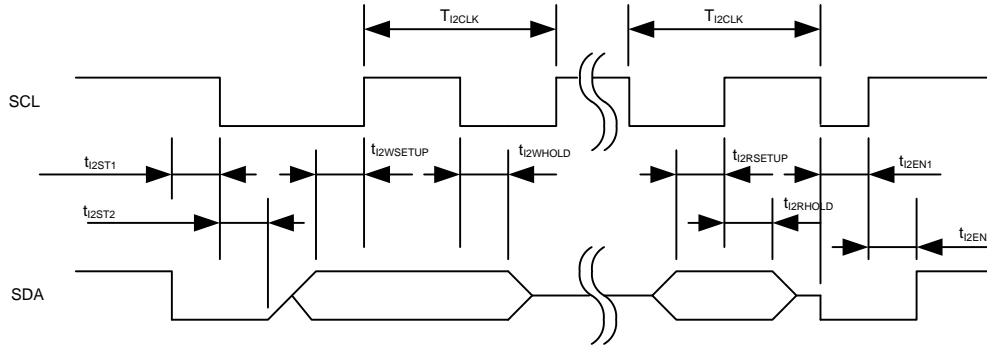 TI2CLK
TI2CLK
SCL
tI2ST1
tI2WSETUP
tI2WHOLD
tI2RSETUP
tI2EN1
tI2ST2
tI2RHOLD
tI2EN
SDA